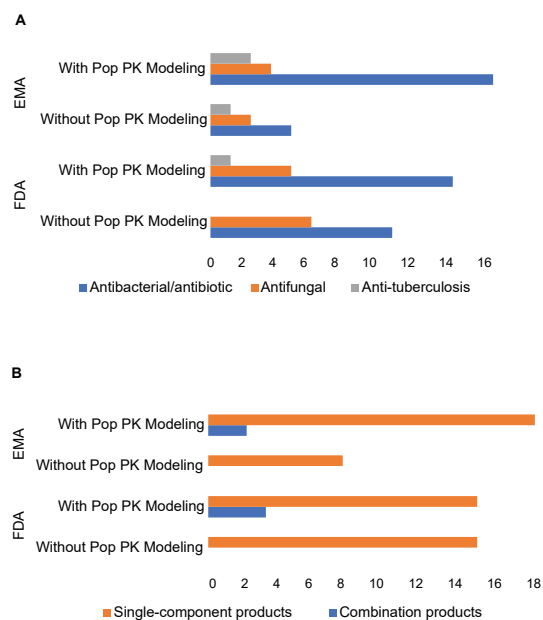 A
EMA
With Pop PK Modeling
Without Pop PK Modeling
FDA
With Pop PK Modeling
Without Pop PK Modeling
0 2 4 6 8 10 12 14 16
Antibacterial/antibiotic Antifungal Anti-tuberculosis
B
EMA
With Pop PK Modeling
Without Pop PK Modeling
FDA
With Pop PK Modeling
Without Pop PK Modeling
0 2 4 6 8 10 12 14 16 18
Single-component products Combination products